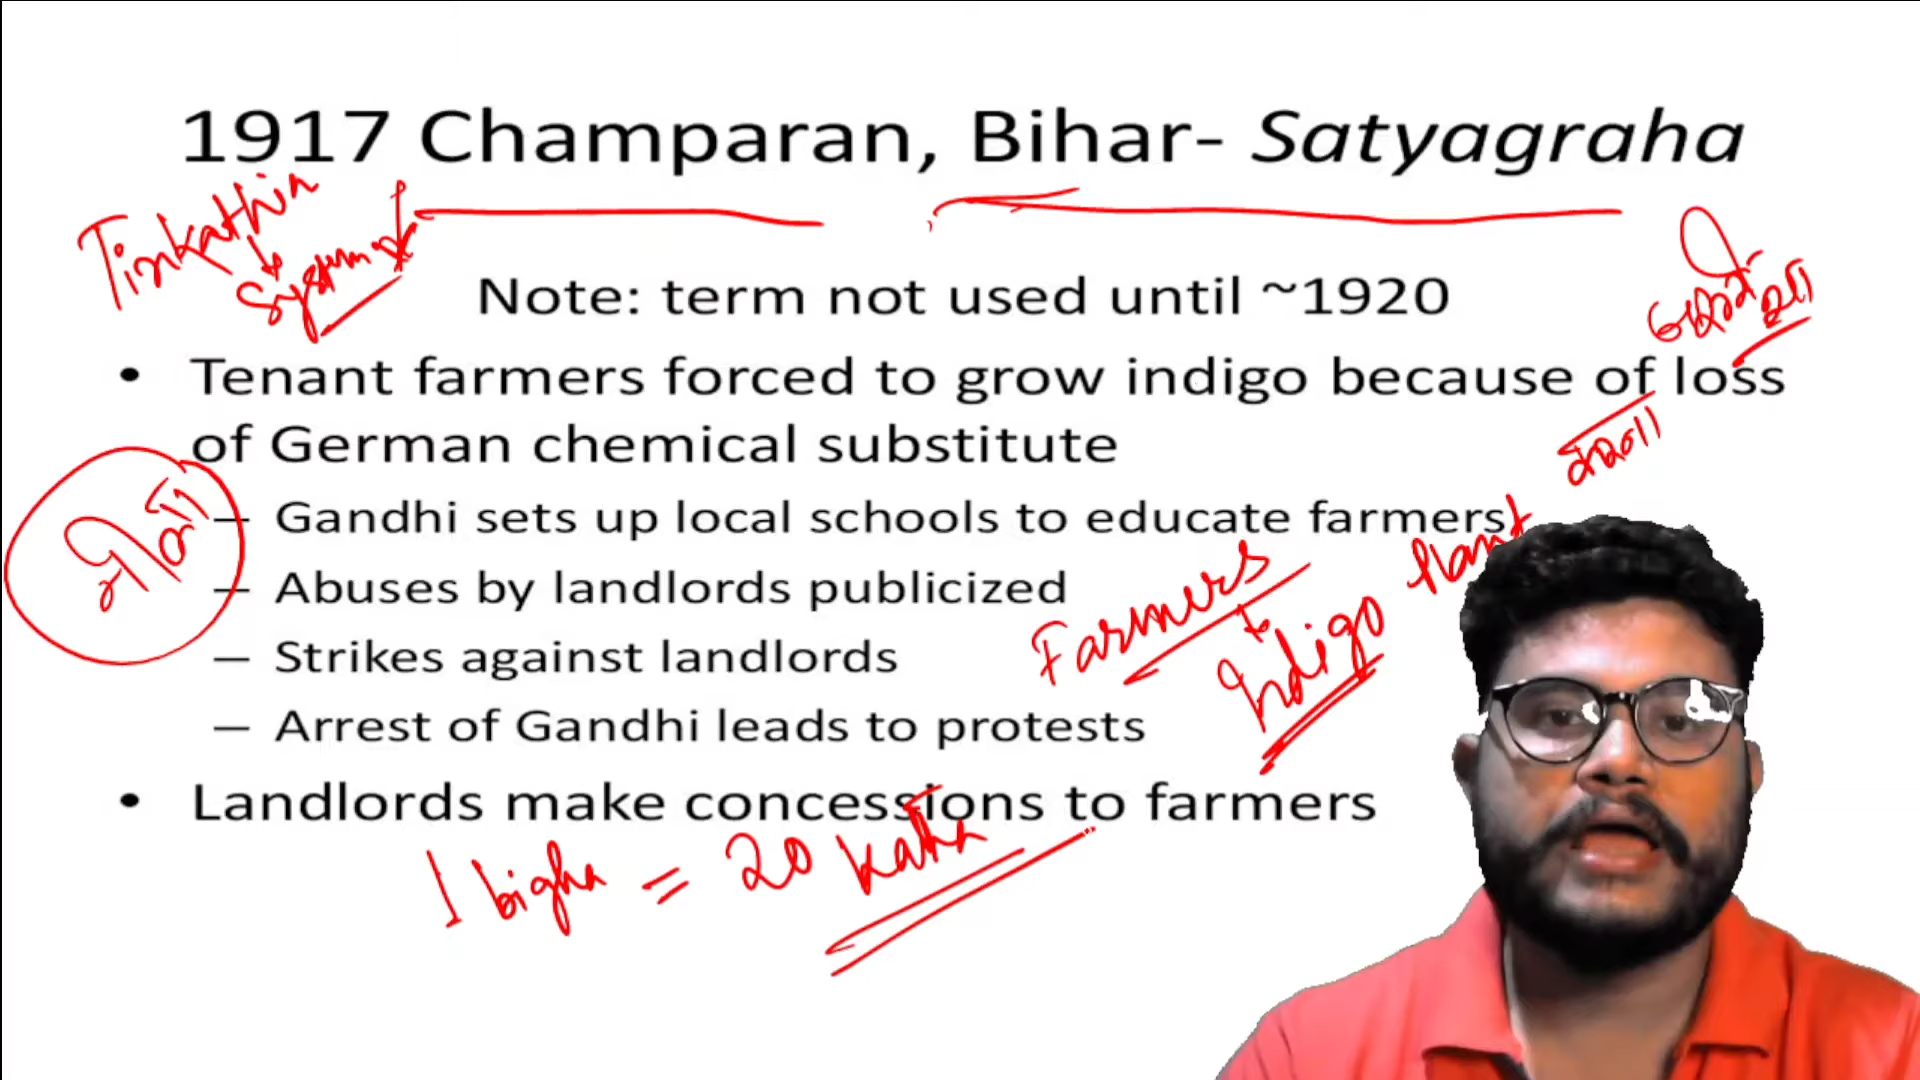 1917 Champaran, Bihar- Satyagraha
Tinkathia
System
Note: term not used until ~1920
• Tenant farmers forced to grow indigo because of loss
of German chemical substitute
– Gandhi sets up local schools to educate farmers
Plant
– Abuses by landlords publicized
Farmers
Indigo
– Strikes against landlords
– Arrest of Gandhi leads to protests
• Landlords make concessions to farmers
1 bigha = 20 katha